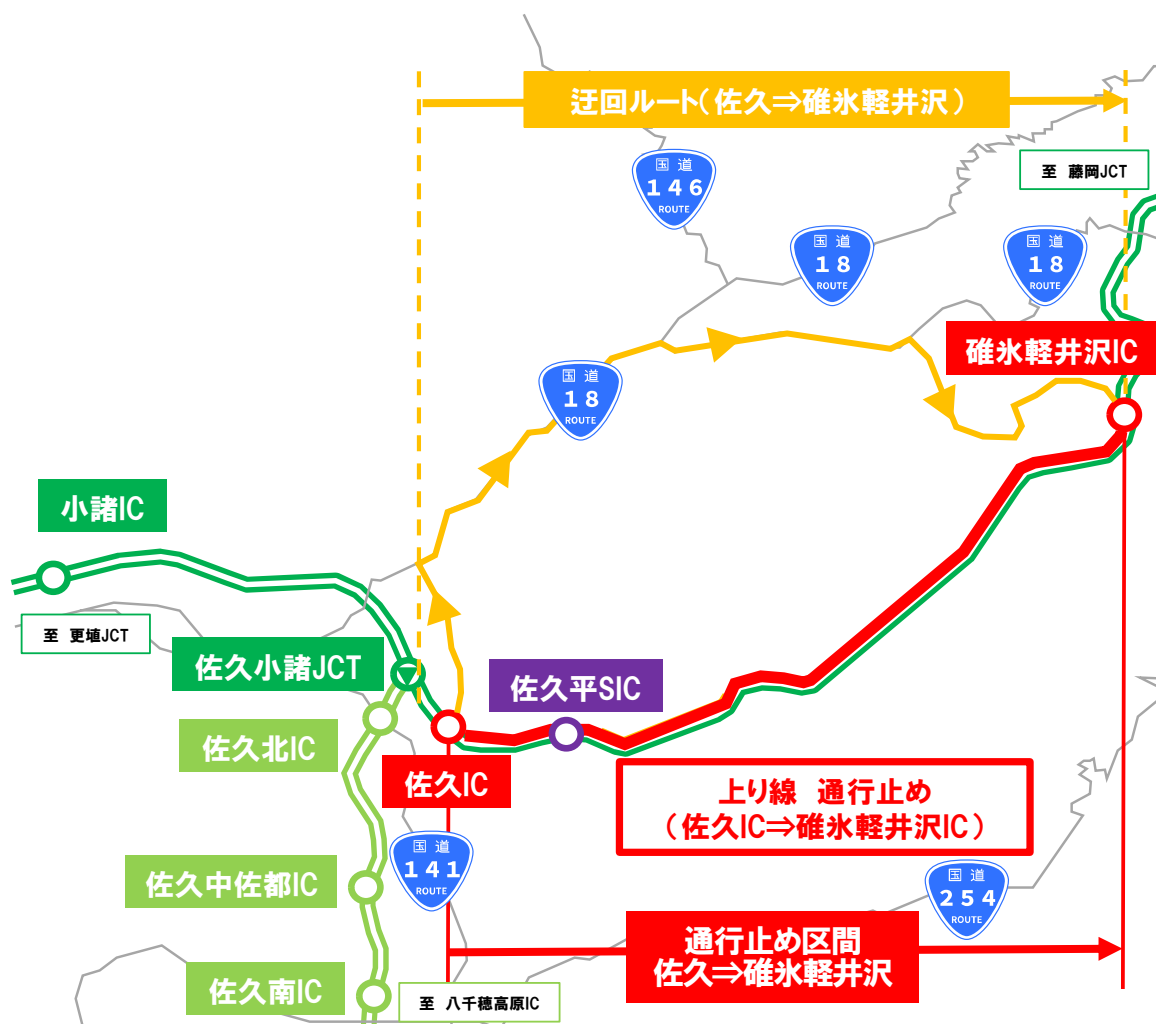 迂回ルート(佐久⇒碓氷軽井沢)
国道
146
ROUTE
至 藤岡JCT
国道
18
ROUTE
国道
18
ROUTE
碓氷軽井沢IC
国道
18
ROUTE
小諸IC
至 更埴JCT
佐久小諸JCT
佐久平SIC
佐久北IC
佐久IC
上り線 通行止め
(佐久IC⇒碓氷軽井沢IC)
国道
141
ROUTE
佐久中佐都IC
国道
254
ROUTE
通行止め区間
佐久⇒碓氷軽井沢
佐久南IC
至 八千穂高原IC